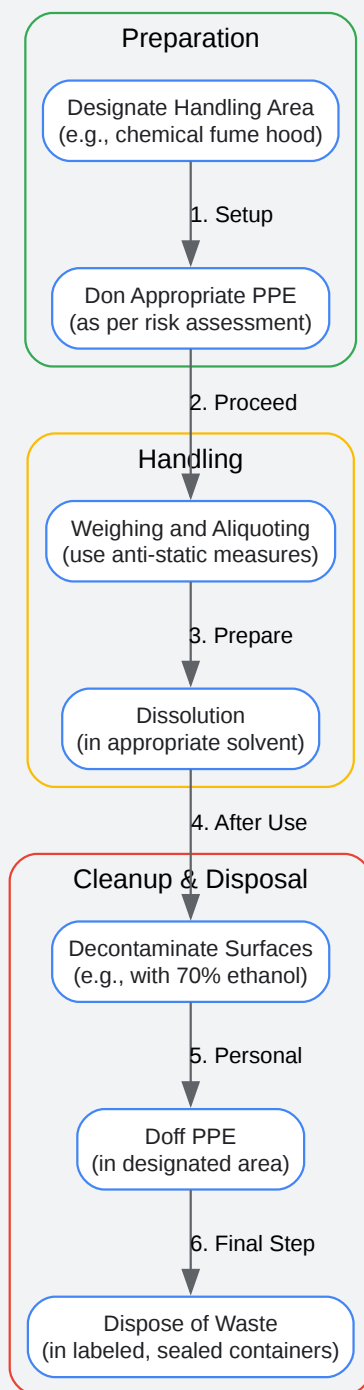 Preparation
Designate Handling Area
(e.g., chemical fume hood)
1. Setup
Don Appropriate PPE
(as per risk assessment)
2. Proceed
Handling
Weighing and Aliquoting
(use anti-static measures)
3. Prepare
Dissolution
(in appropriate solvent)
4. After Use
Cleanup & Disposal
Decontaminate Surfaces
(e.g., with 70% ethanol)
5. Personal
Doff PPE
(in designated area)
6. Final Step
Dispose of Waste
(in labeled, sealed containers)